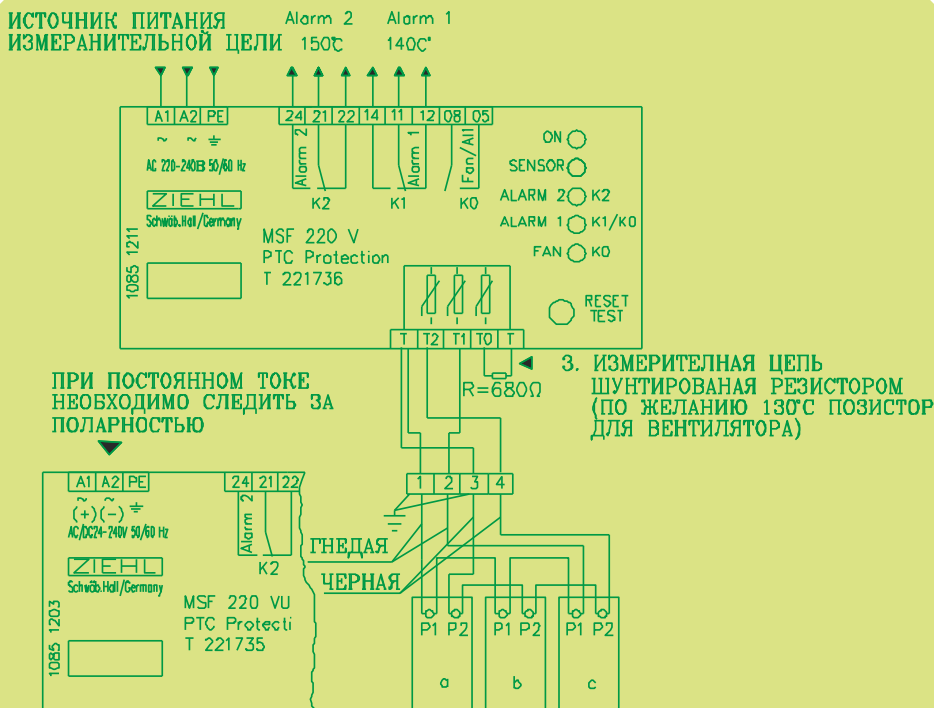 ИСТОЧНИК ПИТАНИЯ
ИЗМЕРАНИТЕЛЬНОЙ ЦЕЛИ
Alarm 2 Alarm 1
150°C 140C°
A1 A2 PE
24 21 22 14 11 12 08 05
~ ~
AC 220-240В 50/60 Hz
Alarm 2
Alarm 1
Fan/All
K2 K1 K0
ON
SENSOR
ALARM 2 K2
ALARM 1 K1/K0
FAN K0
RESET
TEST
ZIEHL
Schwäb.Hall/Germany
1085 1211
MSF 220 V
PTC Protection
T 221736
T T2 T1 T0 T
R=680Ω
3. ИЗМЕРИТЕЛНАЯ ЦЕПЬ
ШУНТИРОВАНАЯ РЕЗИСТОРОМ
(ПО ЖЕЛАНИЮ 130°C ПОЗИСТОР
ДЛЯ ВЕНТИЛЯТОРА)
ПРИ ПОСТОЯННОМ ТОКЕ
НЕОБХОДИМО СЛЕДИТЬ ЗА
ПОЛАРНОСТЬЮ
A1 A2 PE
24 21 22
~ ~
(+) (-)
AC/DC24-240V 50/60 Hz
Alarm 2
K2
ZIEHL
Schwäb.Hall/Germany
1085 1203
MSF 220 VU
PTC Protecti
T 221735
1 2 3 4
ГНЕДАЯ
ЧЕРНАЯ
P1 P2 P1 P2 P1 P2
a b c